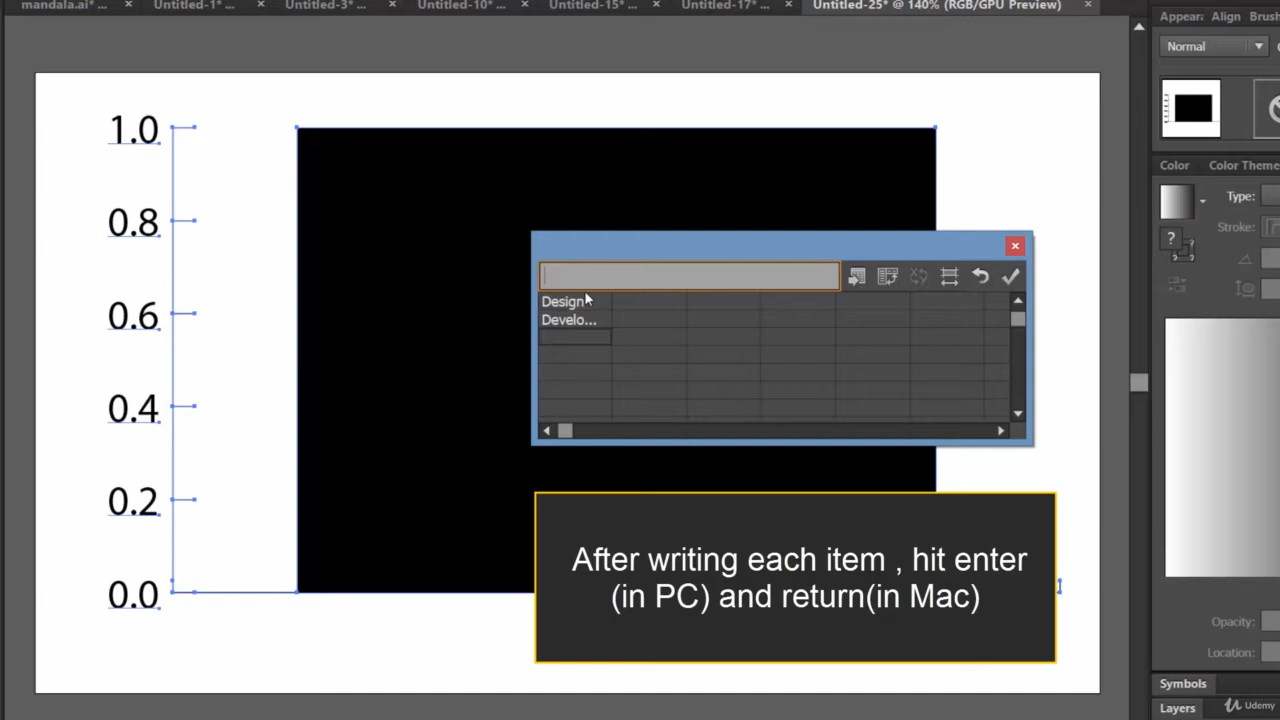 mandala.ai* ... × Untitled-1* ... × Untitled-3* ... × Untitled-10* ... × Untitled-15* ... × Untitled-17* ... × Untitled-25* @ 140% (RGB/GPU Preview) ×
Appear Align Brus
Normal
1.0
0.8
0.6
0.4
0.2
0.0
Design
Develo...
After writing each item , hit enter
(in PC) and return(in Mac)
Color Color Theme
Type:
Stroke:
?
Opacity:
Location:
Symbols
Layers
Udemy